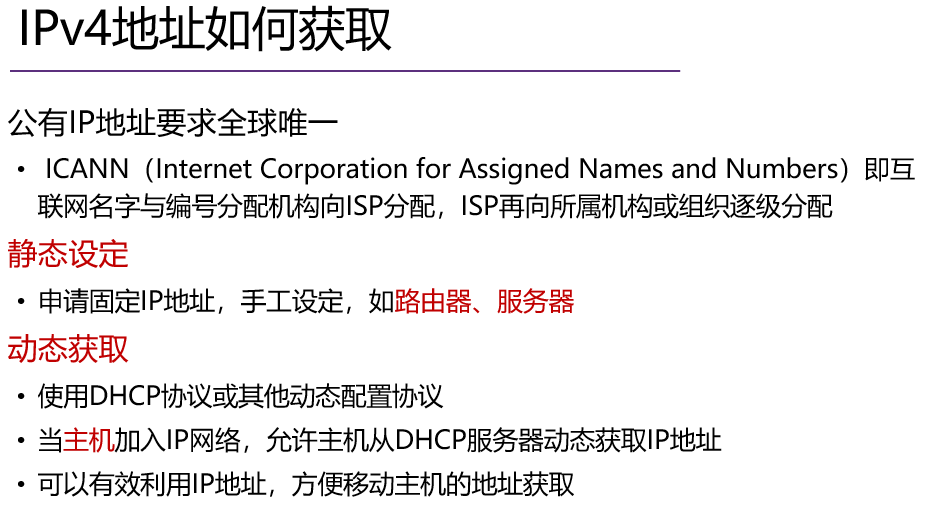 IPv4地址如何获取
公有IP地址要求全球唯一
• ICANN（Internet Corporation for Assigned Names and Numbers）即互
联网名字与编号分配机构向ISP分配，ISP再向所属机构或组织逐级分配
静态设定
• 申请固定IP地址，手工设定，如路由器、服务器
动态获取
• 使用DHCP协议或其他动态配置协议
• 当主机加入IP网络，允许主机从DHCP服务器动态获取IP地址
• 可以有效利用IP地址，方便移动主机的地址获取